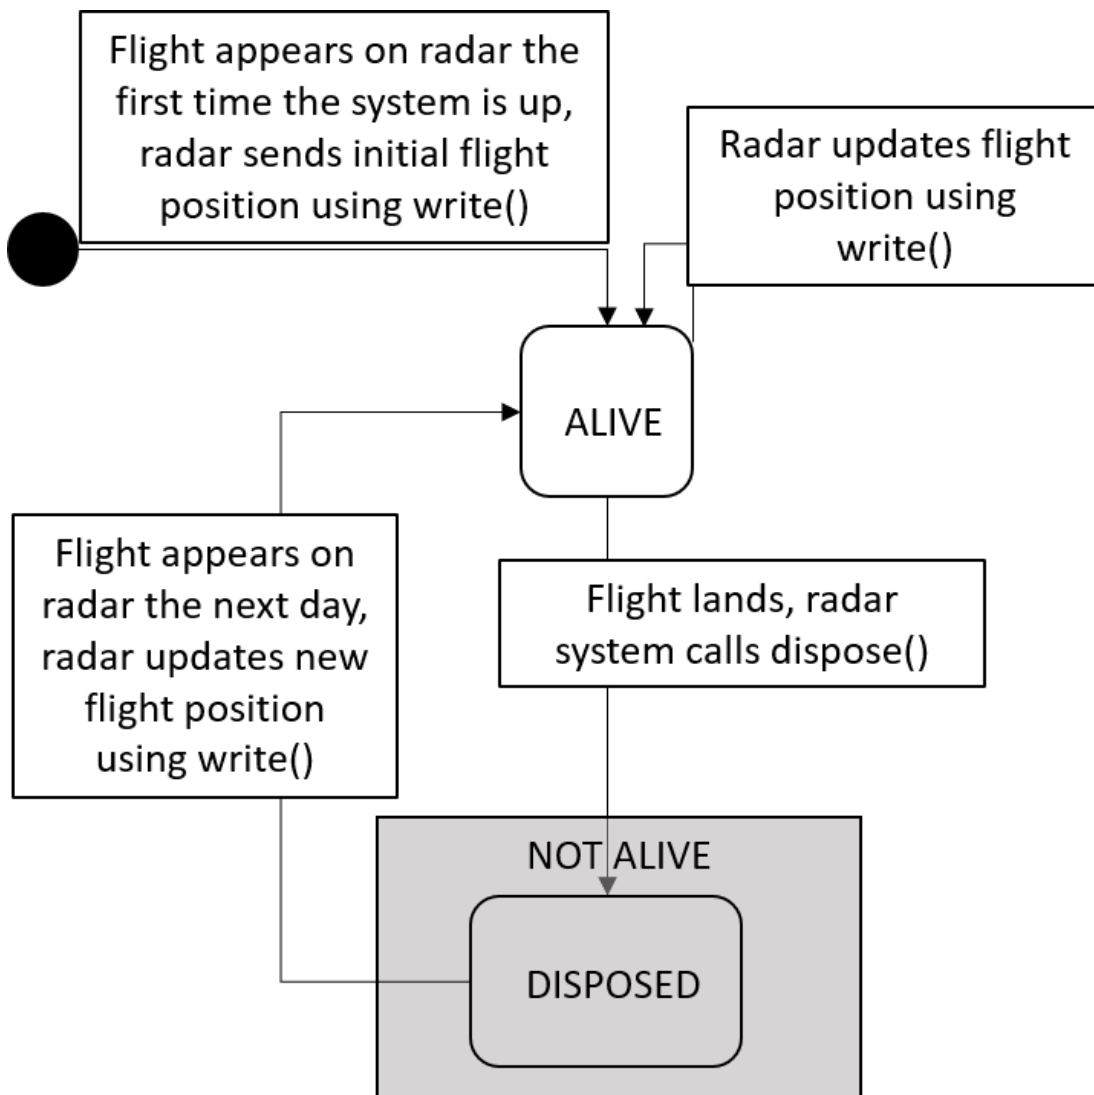 Flight appears on radar the
first time the system is up,
radar sends initial flight
position using write()
Radar updates flight
position using
write()
ALIVE
Flight appears on
radar the next day,
radar updates new
flight position
using write()
Flight lands, radar
system calls dispose()
NOT ALIVE
DISPOSED